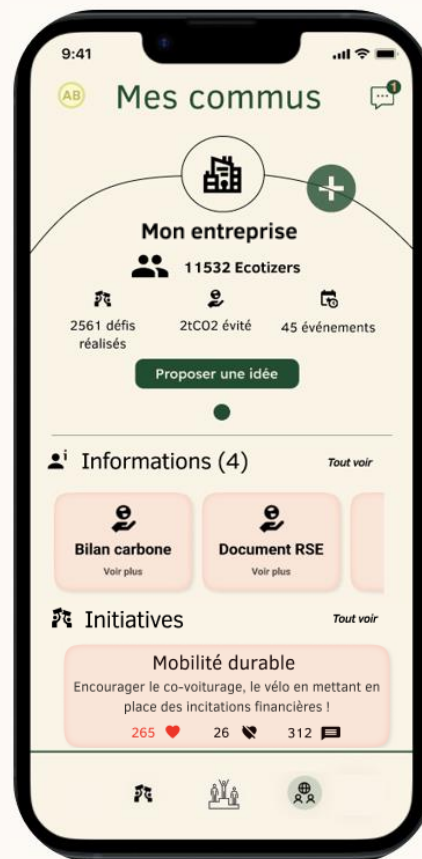 9:41
AB
Mes commus
1
Mon entreprise
11532 Ecotizers
2561 défis
réalisés
2tCO2 évité
45 événements
Proposer une idée
Informations (4)
Tout voir
Bilan carbone
Voir plus
Document RSE
Voir plus
Initiatives
Tout voir
Mobilité durable
Encourager le co-voiturage, le vélo en mettant en
place des incitations financières !
265
26
312